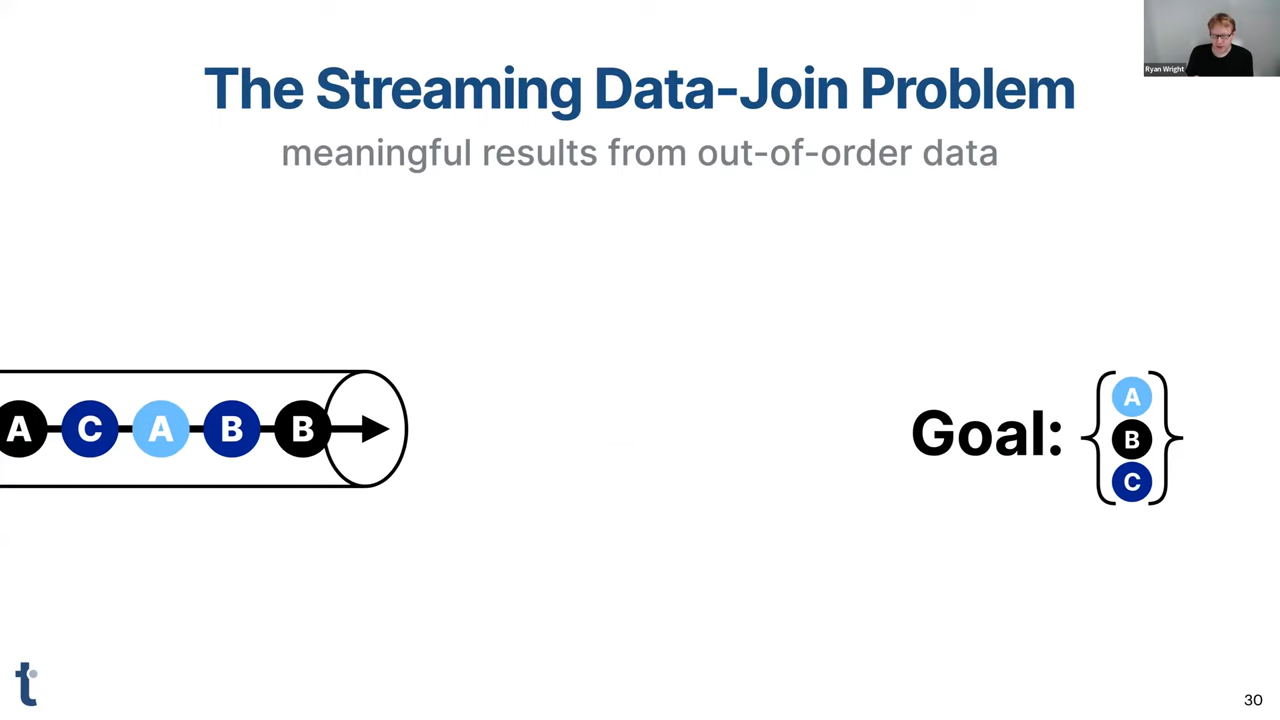 Ryan Wright
The Streaming Data-Join Problem
meaningful results from out-of-order data
A C A B B
Goal:
A
B
C
t
30